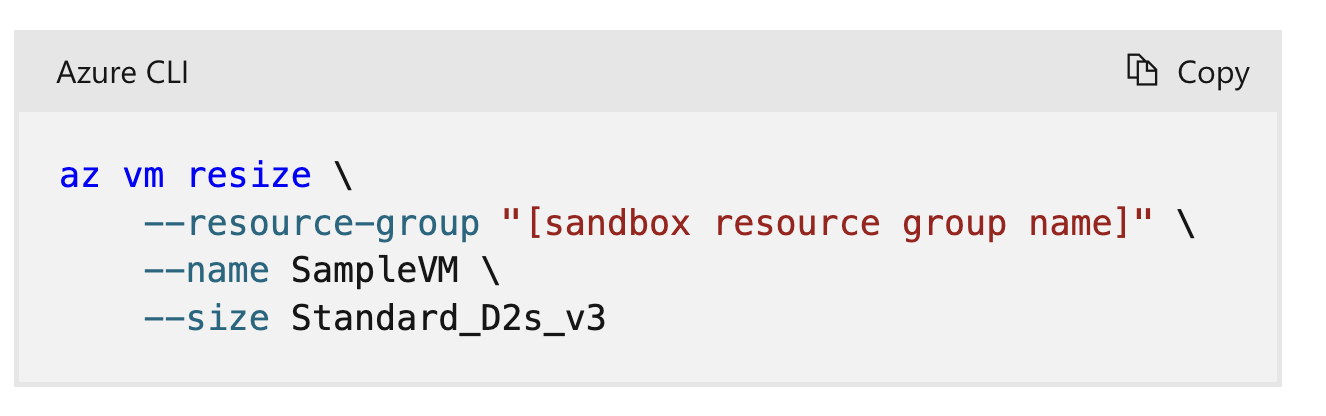 Azure CLI
Copy
az vm resize \
    --resource-group "[sandbox resource group name]" \
    --name SampleVM \
    --size Standard_D2s_v3